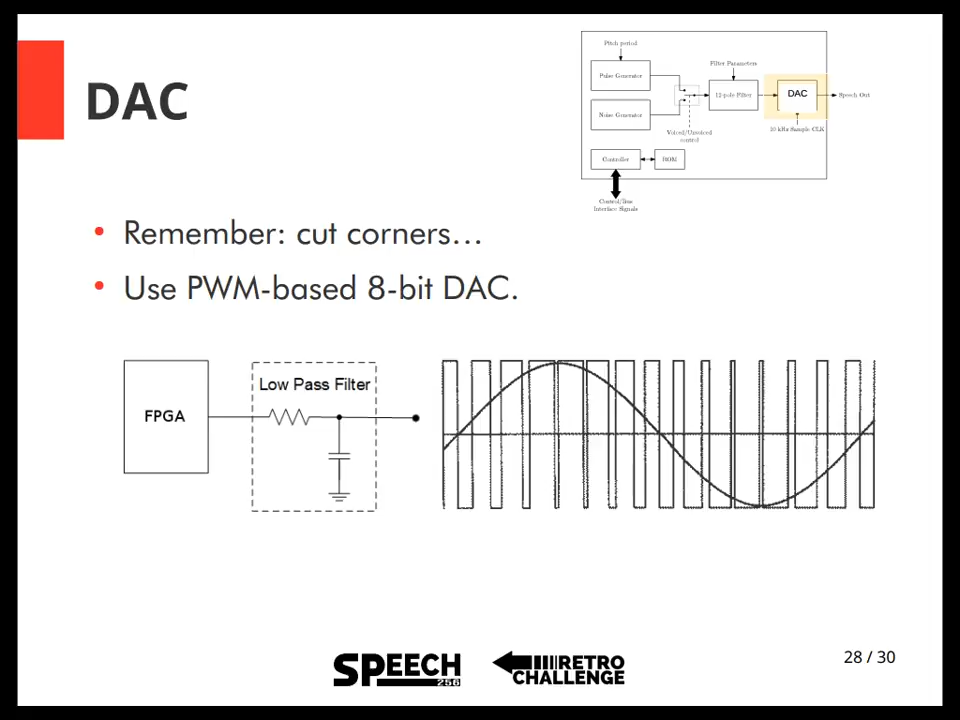 DAC
Pitch period
Pulse Generator
Noise Generator
Voiced/Unvoiced
control
Filter Parameters
12-pole Filter
DAC
Speech Out
10 kHz Sample CLK
Controller
ROM
Control/Data
Interface Signals
• Remember: cut corners…
• Use PWM-based 8-bit DAC.
FPGA
Low Pass Filter
SPEECH
256
RETRO
CHALLENGE
28 / 30